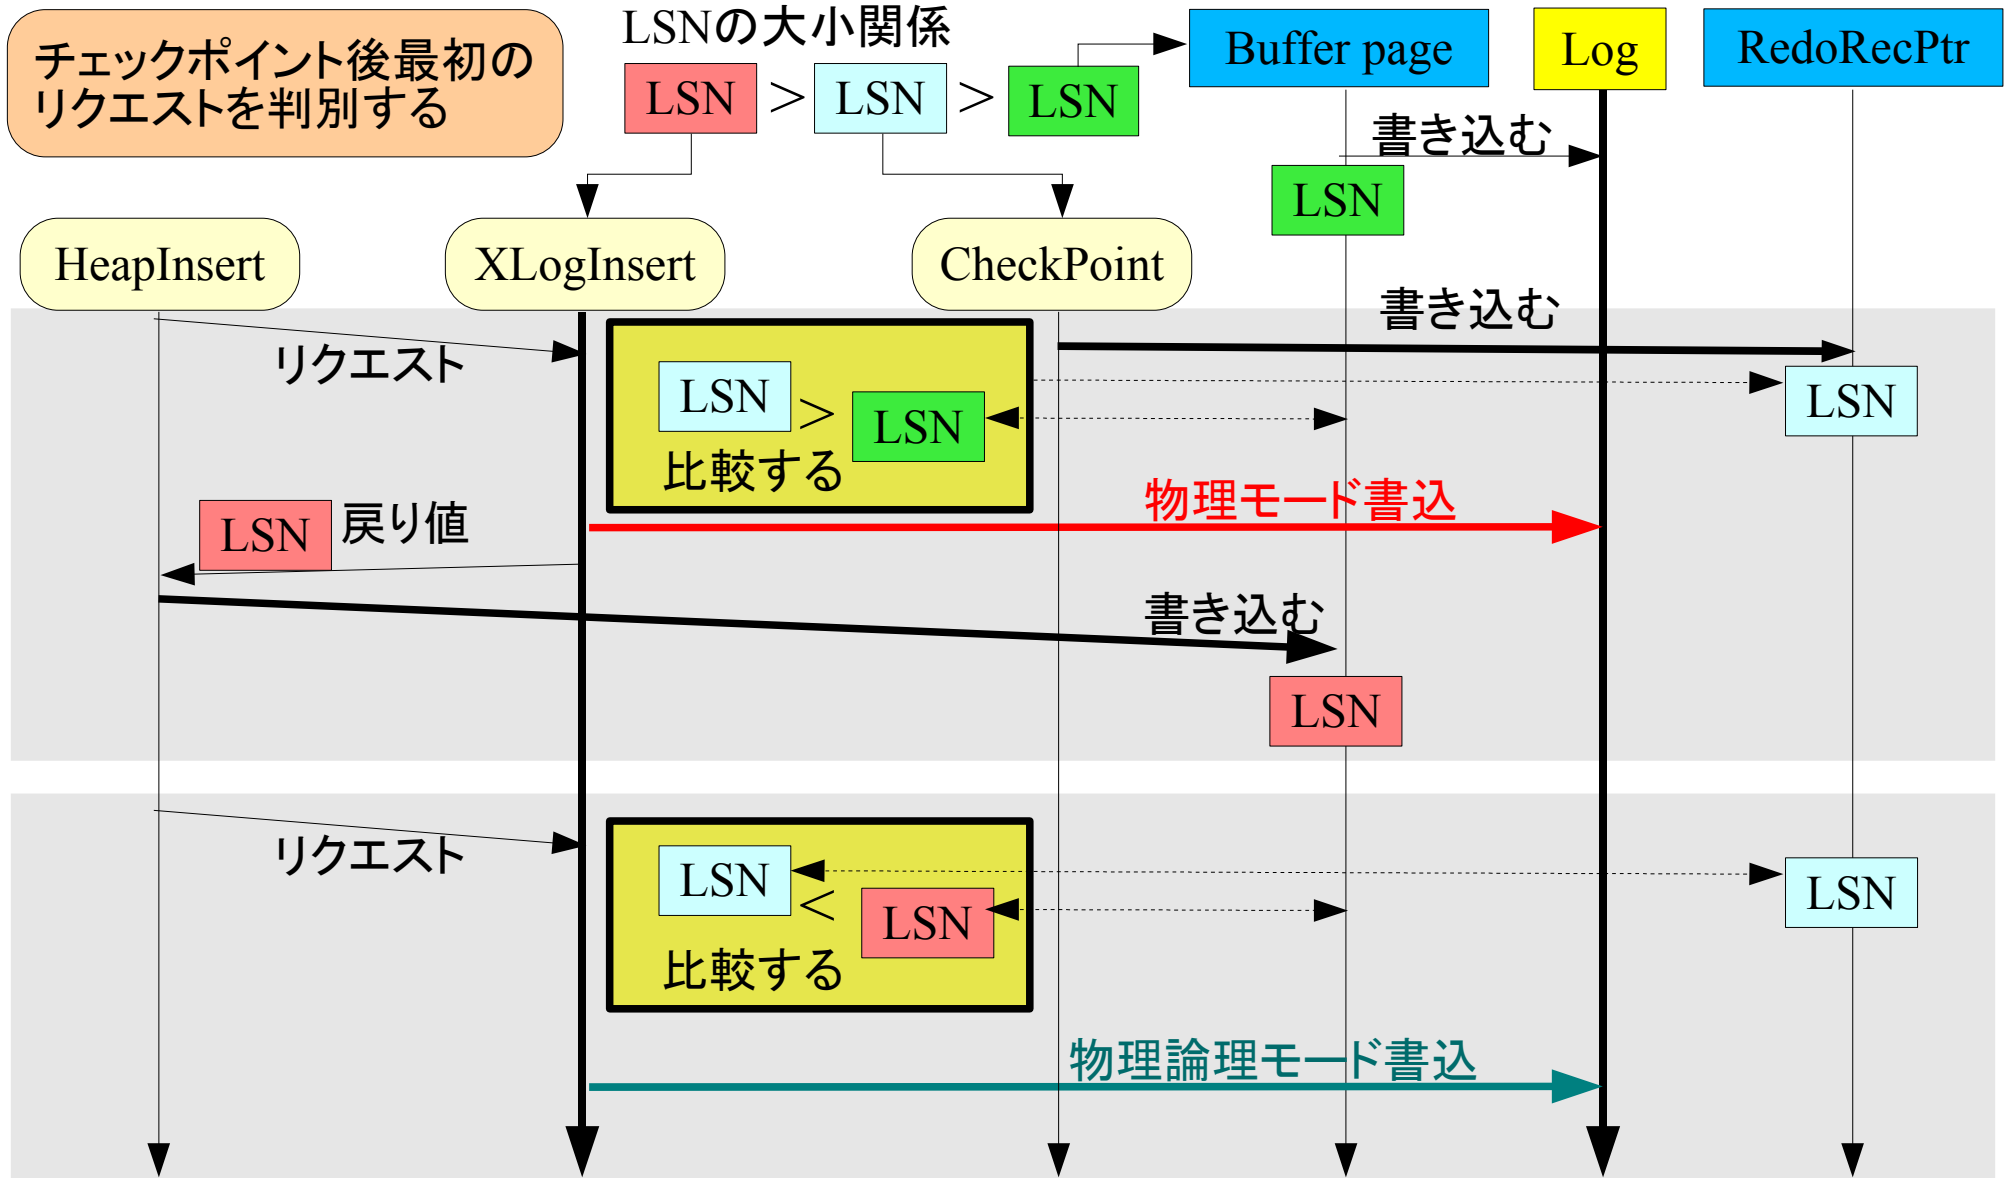 チェックポイント後最初の
リクエストを判別する
LSNの大小関係
LSN > LSN > LSN
Buffer page
Log
RedoRecPtr
書き込む
LSN
HeapInsert
XLogInsert
CheckPoint
書き込む
リクエスト
LSN > LSN
比較する
LSN
物理モード書込
LSN 戻り値
書き込む
LSN
リクエスト
LSN < LSN
比較する
LSN
物理論理モード書込